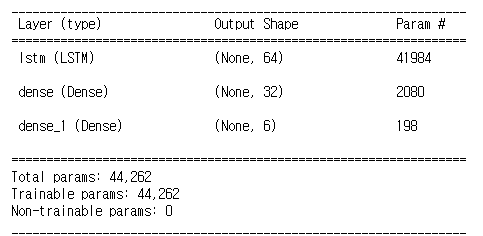 Layer (type) Output Shape Param #
lstm (LSTM) (None, 64) 41984
dense (Dense) (None, 32) 2080
dense_1 (Dense) (None, 6) 198
Total params: 44,262
Trainable params: 44,262
Non-trainable params: 0